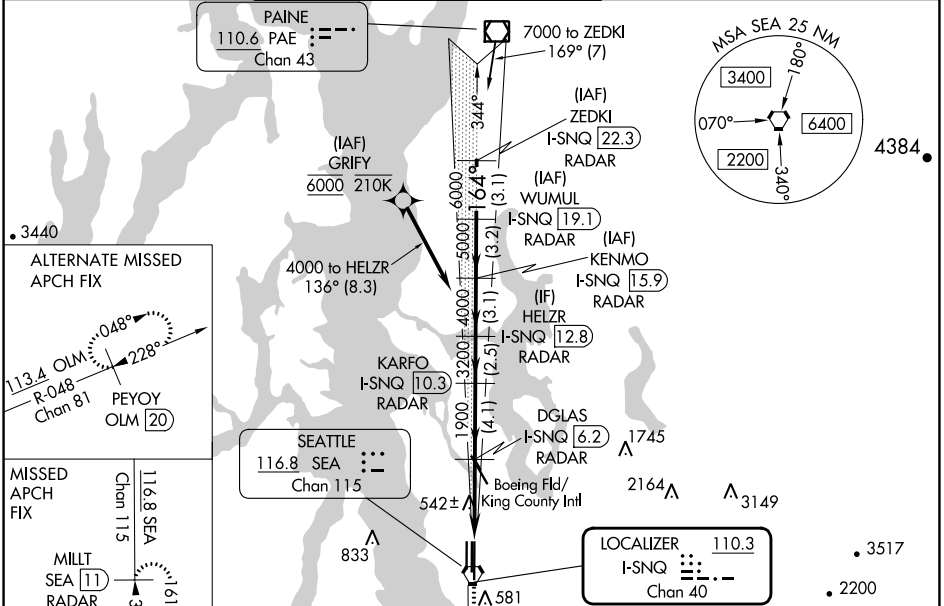 PAINE
110.6 PAE
Chan 43
7000 to ZEDKI
169° (7)
MSA SEA 25 NM
180°
3400
070°
6400
2200
340°
4384
344°
(IAF)
ZEDKI
I-SNQ 22.3
RADAR
(IAF)
GRIFY
6000 210K
6000
164°
(3.1)
(IAF)
WUMUL
I-SNQ 19.1
RADAR
3440
5000
(3.2)
(IAF)
KENMO
I-SNQ 15.9
RADAR
4000 to HELZR
136° (8.3)
4000
(3.1)
(IF)
HELZR
I-SNQ 12.8
RADAR
ALTERNATE MISSED
APCH FIX
048°
228°
113.4 OLM
R-048
Chan 81
PEYOY
OLM 20
3200
(2.5)
KARFO
I-SNQ 10.3
RADAR
1900
(4.1)
DGLAS
I-SNQ 6.2
RADAR
1745
SEATTLE
116.8 SEA
Chan 115
Boeing Fld/
King County Intl
542±
2164
3149
833
MISSED
APCH
FIX
116.8 SEA
Chan 115
MILLT
SEA 11
RADAR
161
3
LOCALIZER 110.3
I-SNQ
Chan 40
3517
2200
581